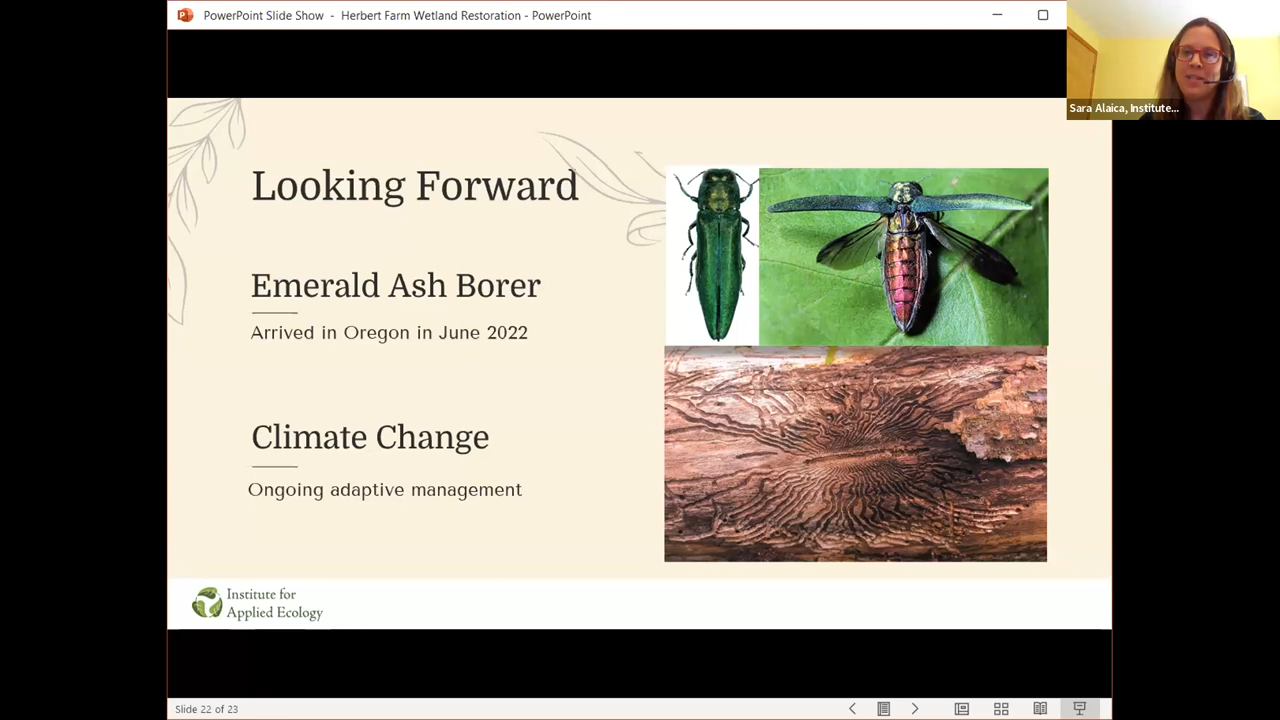 PowerPoint Slide Show - Herbert Farm Wetland Restoration - PowerPoint
Sara Alaica, Institute...
Looking Forward
Emerald Ash Borer
Arrived in Oregon in June 2022
Climate Change
Ongoing adaptive management
Institute for
Applied Ecology
Slide 22 of 23